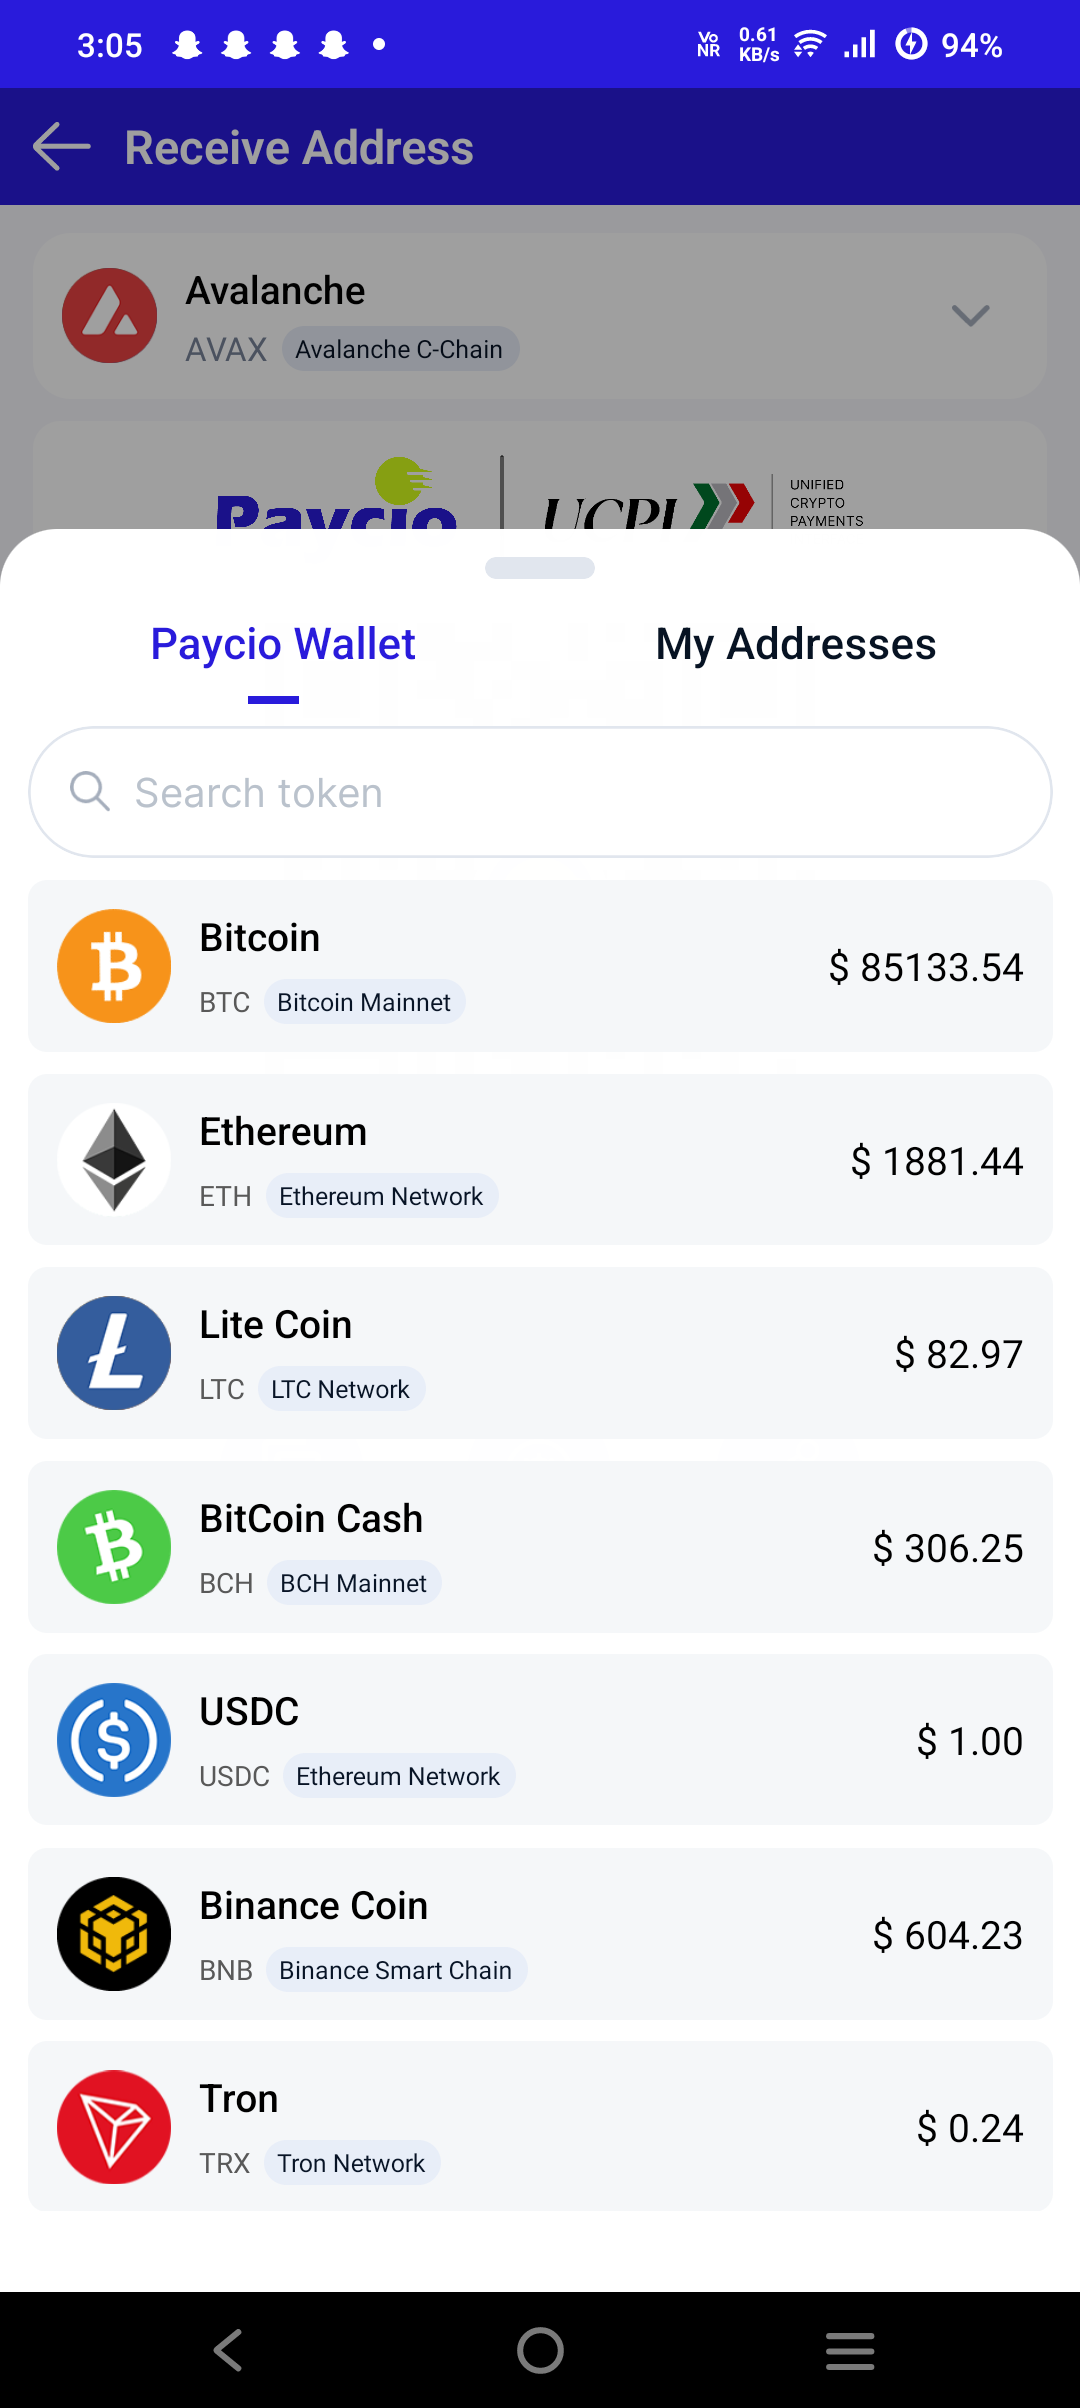 3:05
Vo
NR
0.61
KB/s
94%
Receive Address
Avalanche
AVAX Avalanche C-Chain
Paycio
UCPI
UNIFIED
CRYPTO
PAYMENTS
Paycio Wallet My Addresses
Search token
Bitcoin
$ 85133.54
BTC Bitcoin Mainnet
Ethereum
$ 1881.44
ETH Ethereum Network
Lite Coin
$ 82.97
LTC LTC Network
BitCoin Cash
$ 306.25
BCH BCH Mainnet
USDC
$ 1.00
USDC Ethereum Network
Binance Coin
$ 604.23
BNB Binance Smart Chain
Tron
$ 0.24
TRX Tron Network